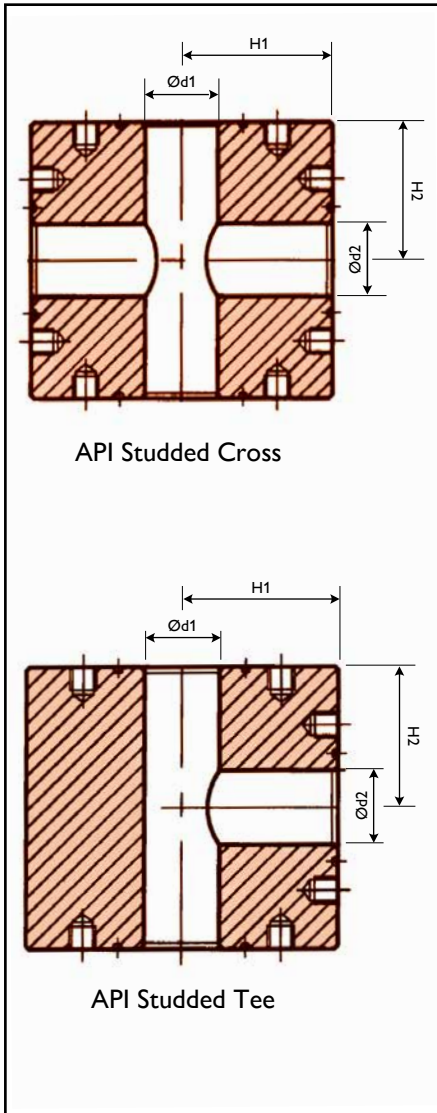 H1
Ød1
H2
Ød2
API Studded Cross
H1
Ød1
H2
Ød2
API Studded Tee